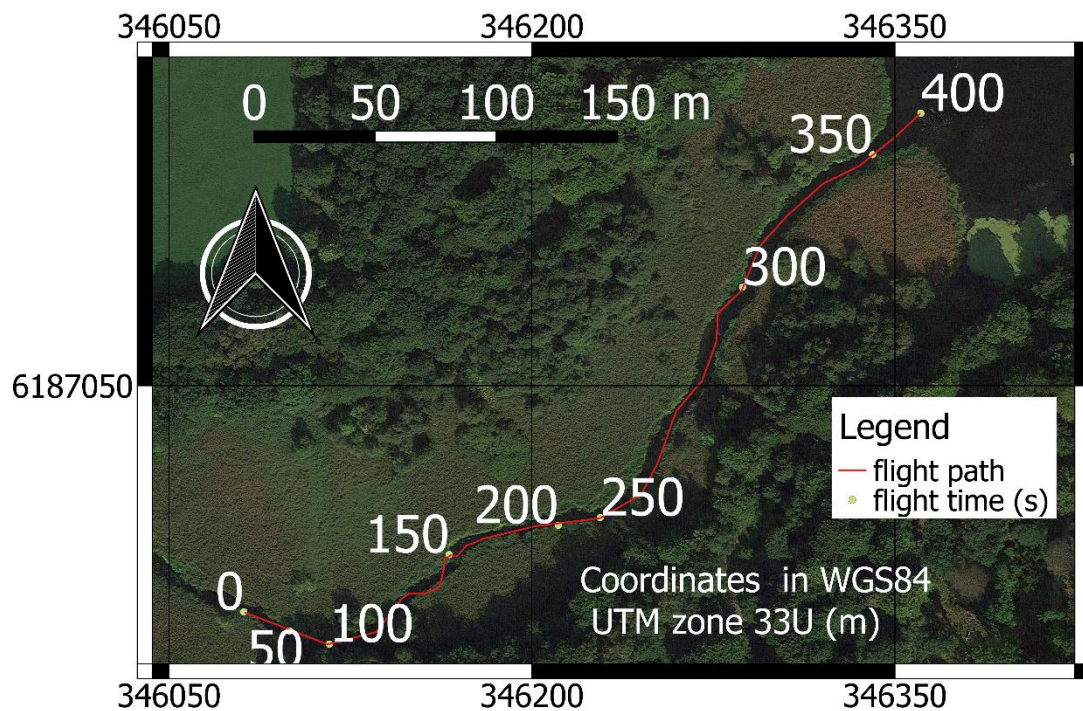 346050 346200 346350
0 50 100 150 m
400
350
300
6187050
Legend
flight path
flight time (s)
250
200
150
Coordinates in WGS84
UTM zone 33U (m)
0
50
100
346050 346200 346350